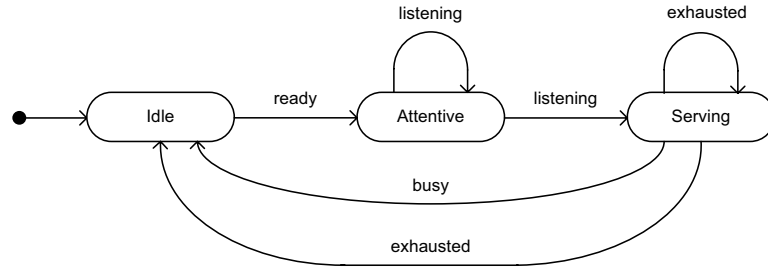 listening
exhausted
ready
listening
Idle
Attentive
Serving
busy
exhausted